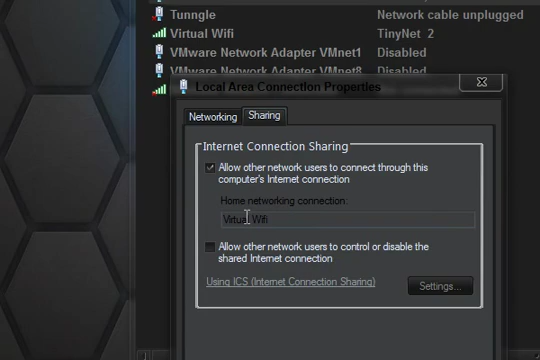 Tunngle Network cable unplugged
Virtual Wifi TinyNet 2
VMware Network Adapter VMnet1 Disabled
VMware Network Adapter VMnet8 Disabled
Local Area Connection Properties
Networking Sharing
Internet Connection Sharing
Allow other network users to connect through this
computer's Internet connection
Home networking connection:
Virtual Wifi
Allow other network users to control or disable the
shared Internet connection
Using ICS (Internet Connection Sharing)
Settings...